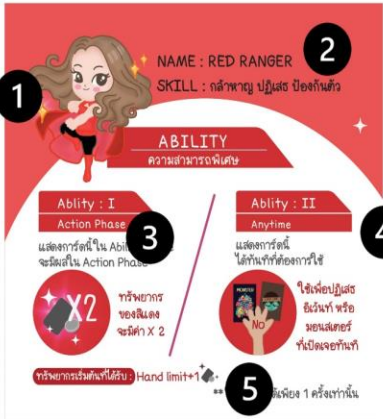 NAME : RED RANGER
2
SKILL : กล้าหาญ ปฏิเสธ ป้องกันตัว
1
ABILITY
ความสามารถพิเศษ
Ablity : I
Action Phase
3
แสดงการ์ดนี้ใน
จะมีผลใน Action
X2
ทรัพยากร
ของสีแดง
จะมีค่า X 2
ทรัพยากรเริ่มต้นที่ได้รับ : Hand limit+1
Ablity : II
Anytime
4
แสดงการ์ดนี้
ได้ทันทีที่ต้องการใช้
MONSTER
NO
ใช้เพื่อปฏิเสธ
อีเว้นท์ หรือ
มอนสเตอร์
ที่เปิดเจอทันที
5
** ได้เพียง 1 ครั้งเท่านั้น